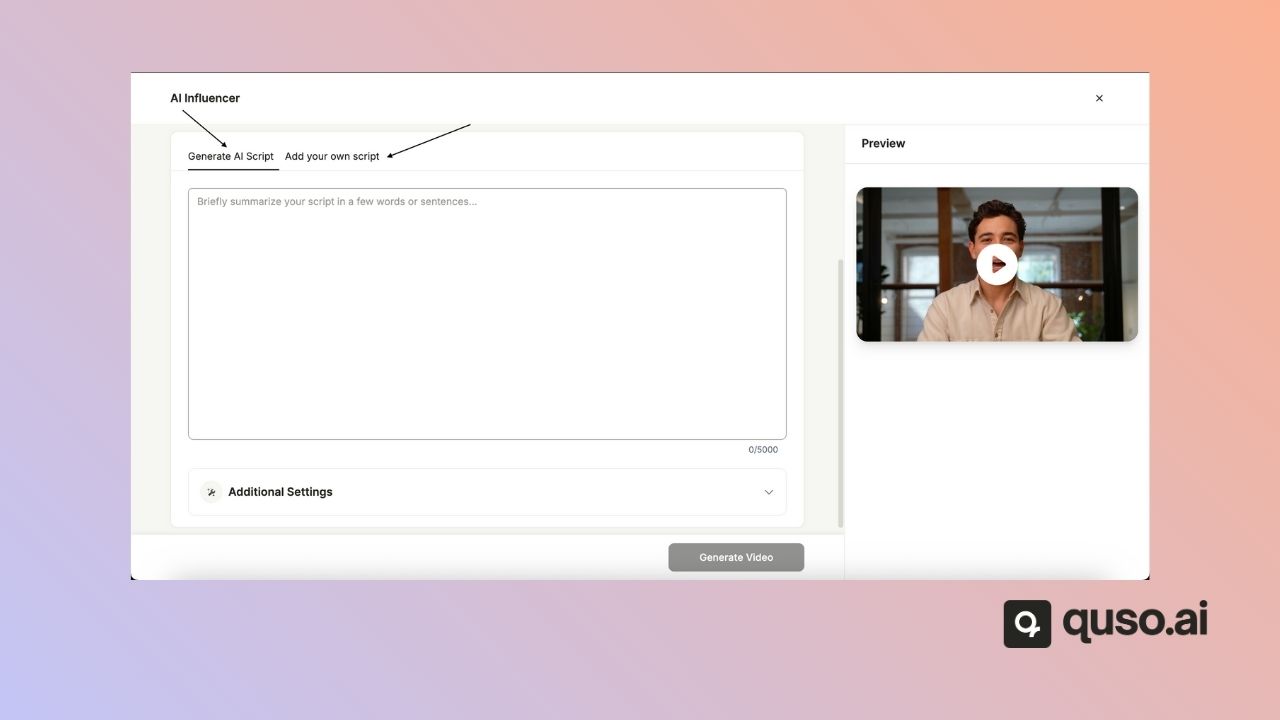 AI Influencer
Generate AI Script Add your own script
Briefly summarize your script in a few words or sentences...
0/5000
Additional Settings
Generate Video
Preview
quso.ai